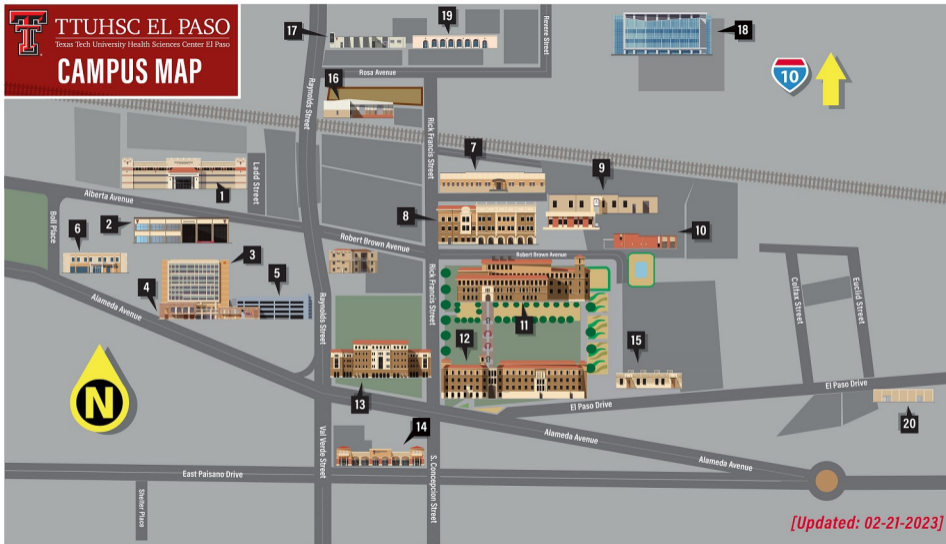 TTUHSC EL PASO
Texas Tech University Health Sciences Center El Paso
CAMPUS MAP
17
19
Revere Street
18
10
Rosa Avenue
16
Raynolds Street
Rick Francis Street
7
9
Ladd Street
1
Alberta Avenue
8
2
Boll Place
6
10
3
Robert Brown Avenue
Robert Brown Avenue
5
4
Rick Francis Street
Raynolds Street
Colfax Street
Euclid Street
11
Alameda Avenue
12
15
N
13
El Paso Drive
El Paso Drive
20
14
Alameda Avenue
Val Verde Street
S. Concepcion Street
Alameda Avenue
East Paisano Drive
Shelter Place
[Updated: 02-21-2023]